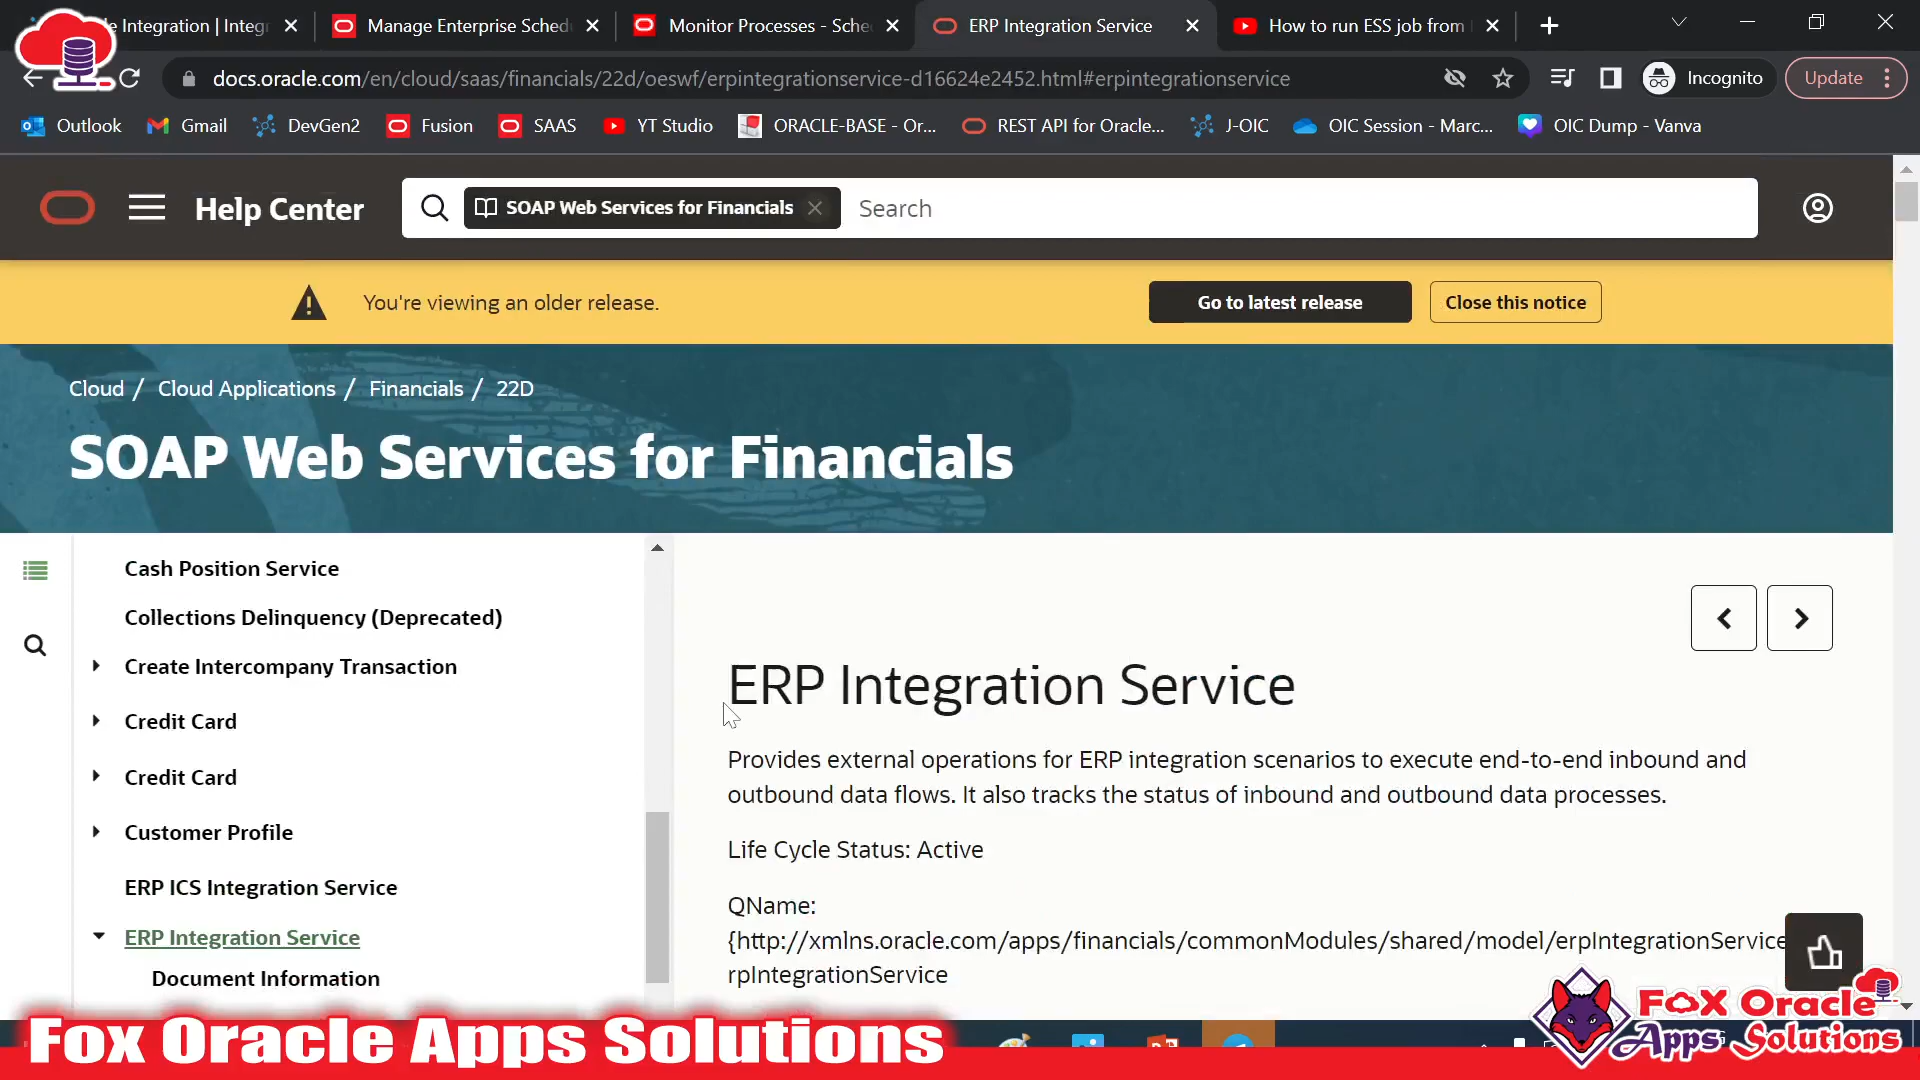 le Integration | Integr
Manage Enterprise Sched
Monitor Processes - Sche
ERP Integration Service
How to run ESS job from
docs.oracle.com/en/cloud/saas/financials/22d/oeswf/erpintegrationservice-d16624e2452.html#erpintegrationservice
Incognito
Update
Outlook
Gmail
DevGen2
Fusion
SAAS
YT Studio
ORACLE-BASE - Or...
REST API for Oracle...
J-OIC
OIC Session - Marc...
OIC Dump - Vanva
Help Center
SOAP Web Services for Financials
Search
You're viewing an older release.
Go to latest release
Close this notice
Cloud / Cloud Applications / Financials / 22D
SOAP Web Services for Financials
Cash Position Service
Collections Delinquency (Deprecated)
Create Intercompany Transaction
Credit Card
Credit Card
Customer Profile
ERP ICS Integration Service
ERP Integration Service
Document Information
ERP Integration Service
Provides external operations for ERP integration scenarios to execute end-to-end inbound and
outbound data flows. It also tracks the status of inbound and outbound data processes.
Life Cycle Status: Active
QName:
{http://xmlns.oracle.com/apps/financials/commonModules/shared/model/erpIntegrationService
rpIntegrationService
Fox Oracle Apps Solutions
Fox Oracle
Apps Solutions